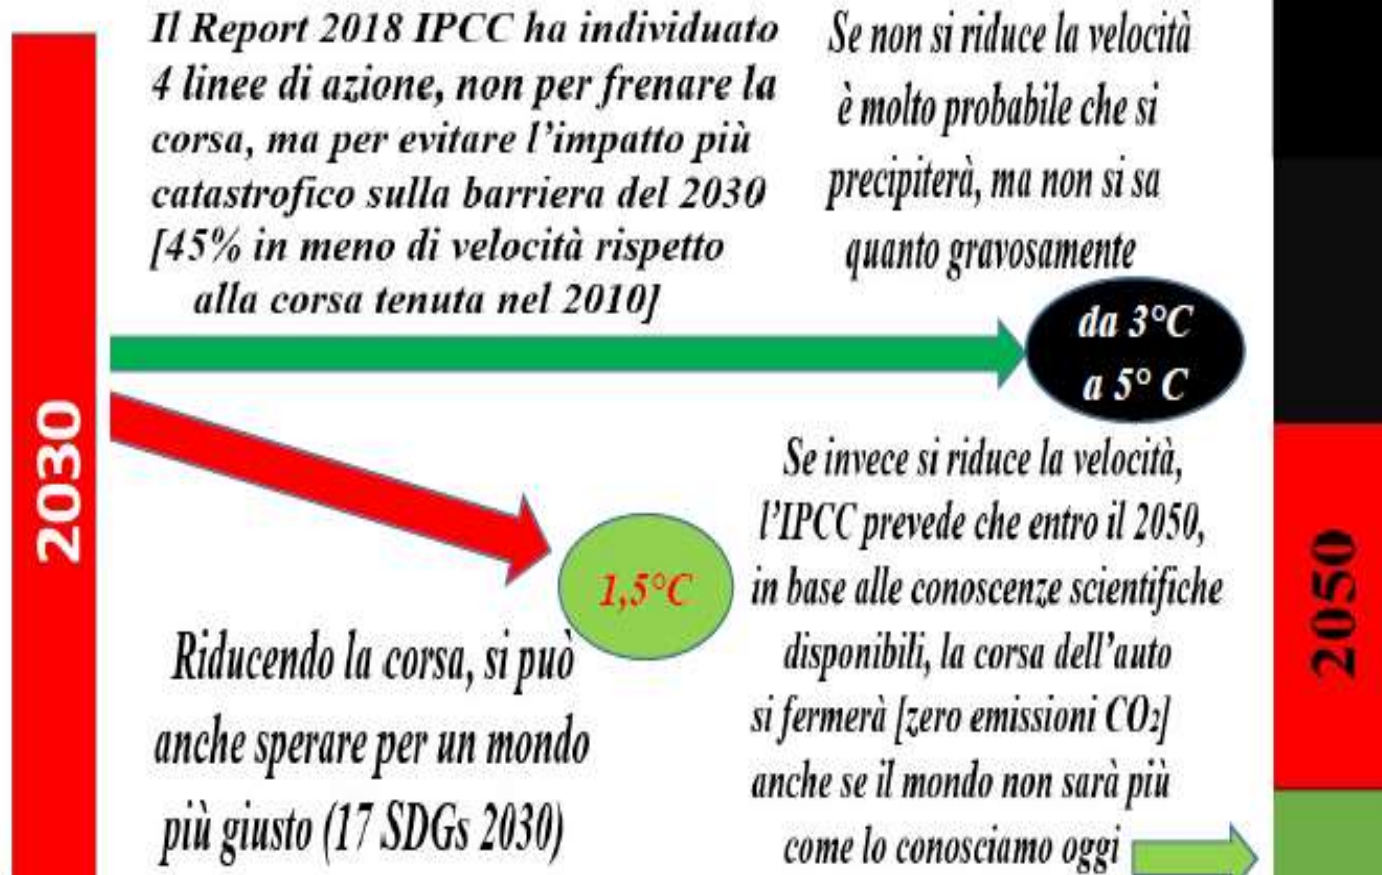 2030
Il Report 2018 IPCC ha individuato
4 linee di azione, non per frenare la
corsa, ma per evitare l’impatto più
catastrofico sulla barriera del 2030
[45% in meno di velocità rispetto
alla corsa tenuta nel 2010]
Se non si riduce la velocità
è molto probabile che si
precipiterà, ma non si sa
quanto gravosamente
da 3°C
a 5° C
1,5°C
Riducendo la corsa, si può
anche sperare per un mondo
più giusto (17 SDGs 2030)
Se invece si riduce la velocità,
l’IPCC prevede che entro il 2050,
in base alle conoscenze scientifiche
disponibili, la corsa dell’auto
si fermerà [zero emissioni CO₂]
anche se il mondo non sarà più
come lo conosciamo oggi
2050